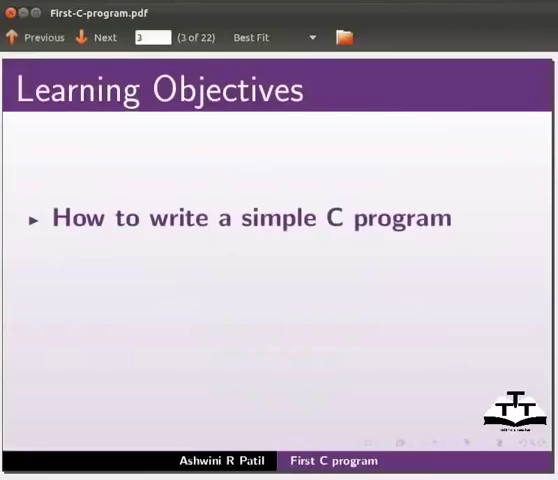 First-C-program.pdf
Previous Next 3 (3 of 22) Best Fit
Learning Objectives
How to write a simple C program
TTT
Ashwini R Patil First C program